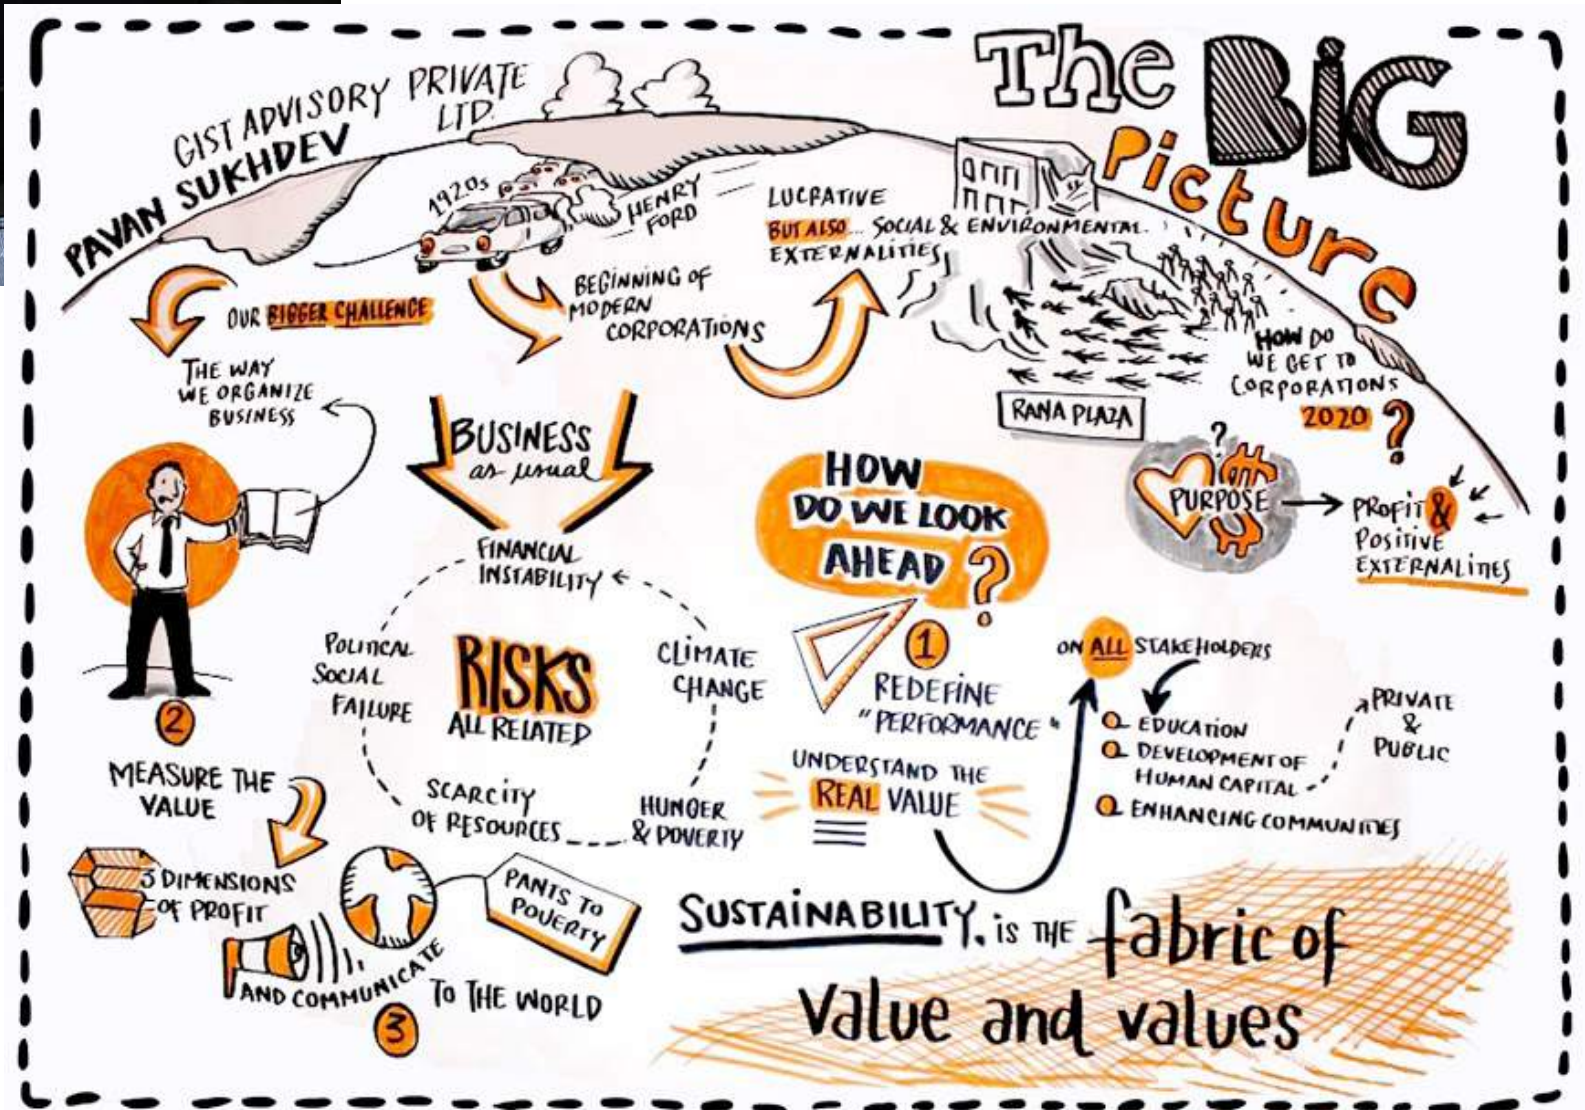 The BiG
Picture
GIST ADVISORY PRIVATE
LTD.
PAVAN SUKHDEV
1920s
HENRY
FORD
LUCRATIVE
BUT ALSO... SOCIAL & ENVIRONMENTAL
EXTERNALITIES
OUR BIGGER CHALLENGE
BEGINNING OF
MODERN
CORPORATIONS
THE WAY
WE ORGANIZE
BUSINESS
RANA PLAZA
HOW DO
WE GET TO
CORPORATIONS
2020 ?
BUSINESS
as usual
?
PURPOSE
PROFIT &
POSITIVE
EXTERNALITIES
FINANCIAL
INSTABILITY
POLITICAL
SOCIAL
FAILURE
RISKS
ALL RELATED
CLIMATE
CHANGE
SCARCITY
OF RESOURCES
HUNGER
& POVERTY
HOW
DO WE LOOK
AHEAD ?
1
REDEFINE
"PERFORMANCE"
UNDERSTAND THE
REAL VALUE
ON ALL STAKEHOLDERS
EDUCATION
DEVELOPMENT OF
HUMAN CAPITAL
ENHANCING COMMUNITIES
PRIVATE
&
PUBLIC
2
MEASURE THE
VALUE
3 DIMENSIONS
OF PROFIT
AND COMMUNICATE
TO THE WORLD
3
PANTS TO
POVERTY
SUSTAINABILITY. is THE fabric of
value and values